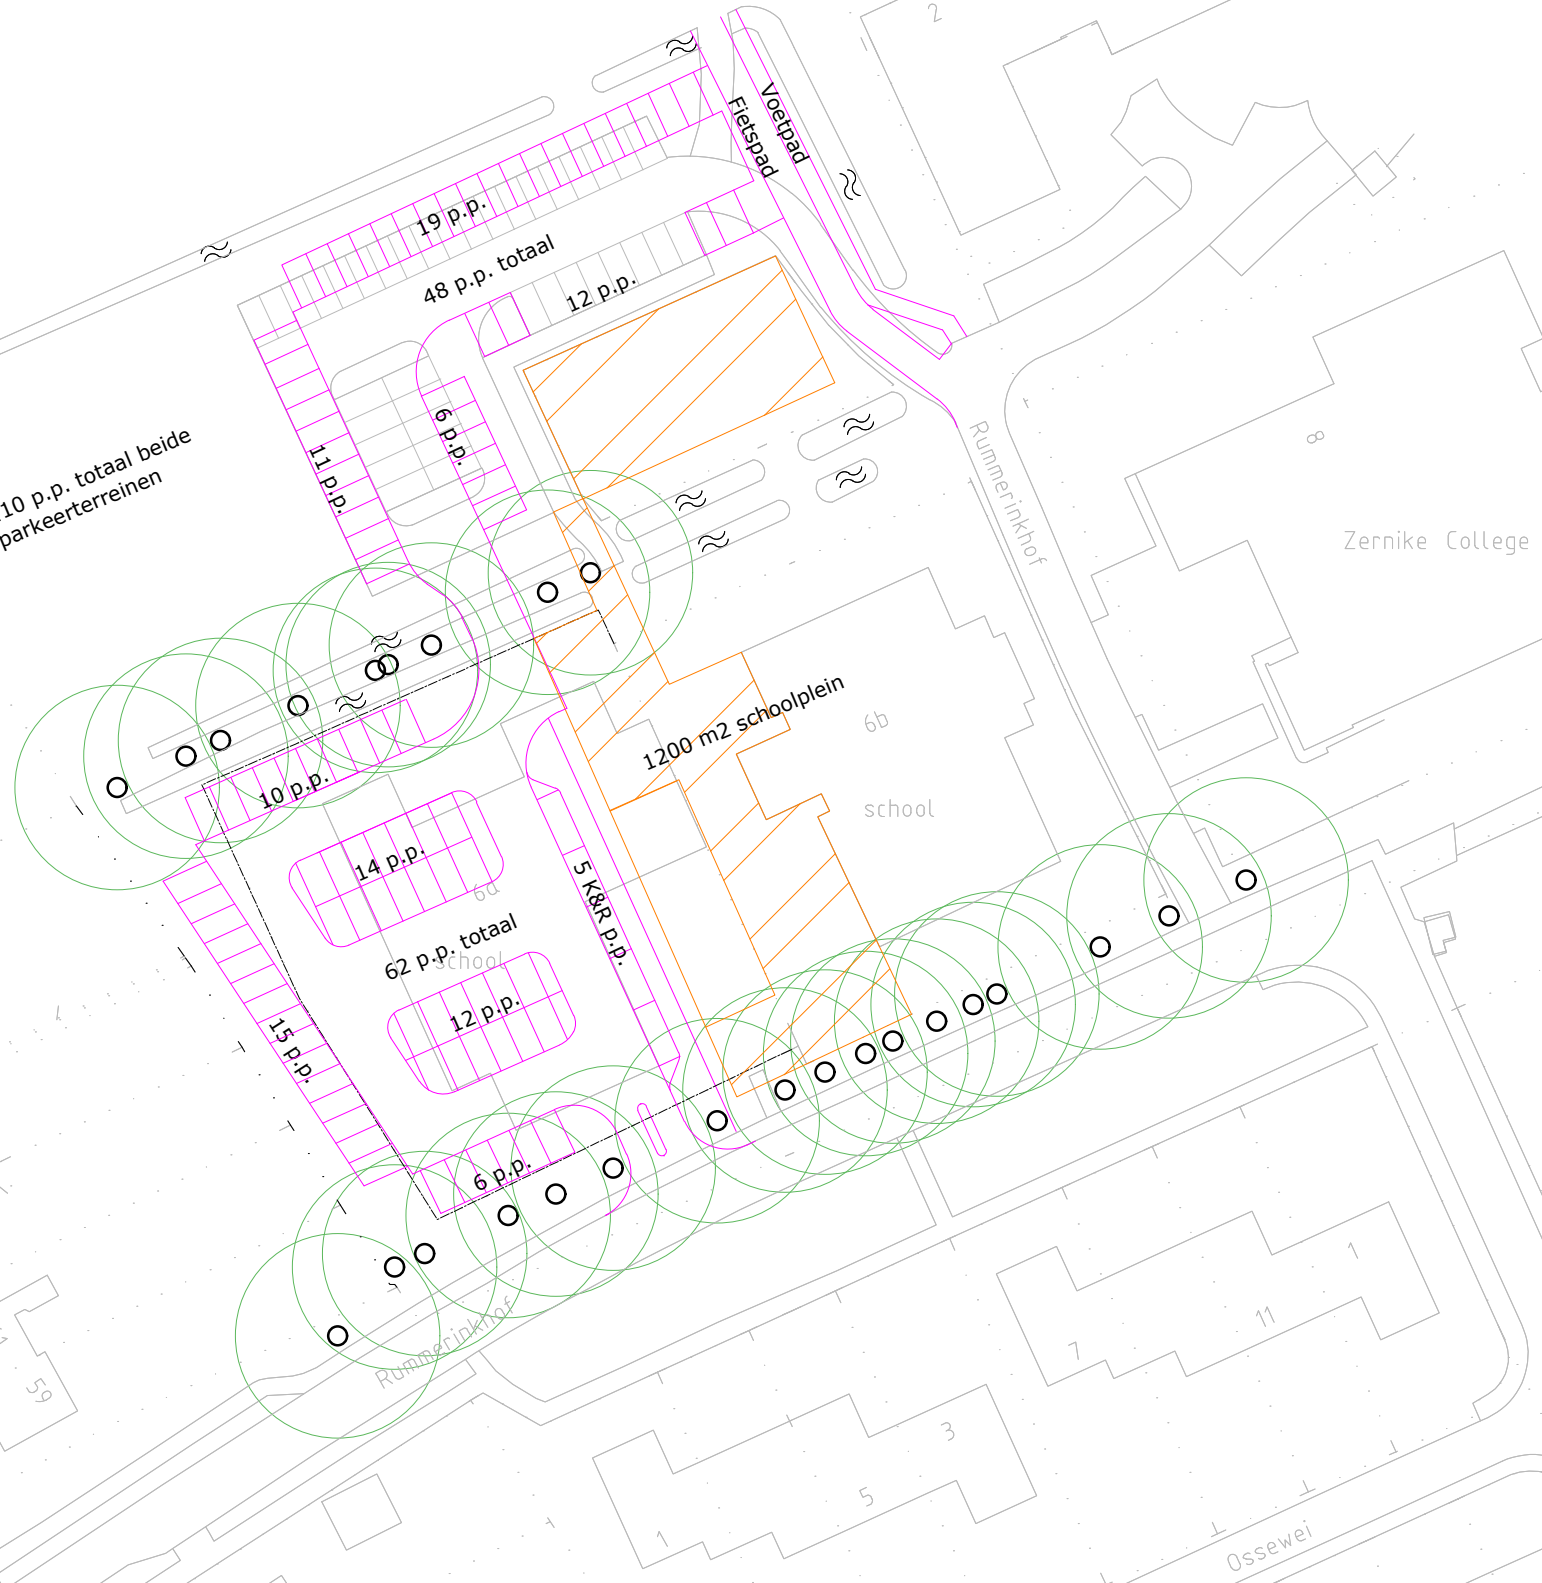 2
Voetpad
Fietspad
19 p.p.
48 p.p. totaal
12 p.p.
6 p.p.
11 p.p.
10 p.p. totaal beide
parkeerterreinen
Rummerinkhof
8
Zernike College
1200 m2 schoolplein
6b
school
10 p.p.
14 p.p.
6a
5 K&R p.p.
62 p.p. totaal
school
12 p.p.
15 p.p.
6 p.p.
Rummerinkhof
59
1
11
7
3
5
1
Ossewei